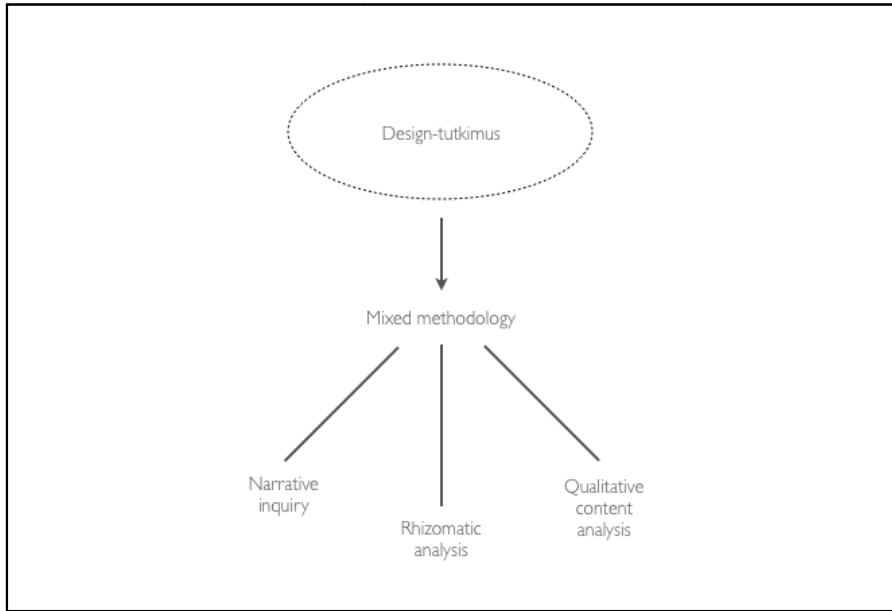 Design-tutkimus
Mixed methodology
Narrative
inquiry
Rhizomatic
analysis
Qualitative
content
analysis